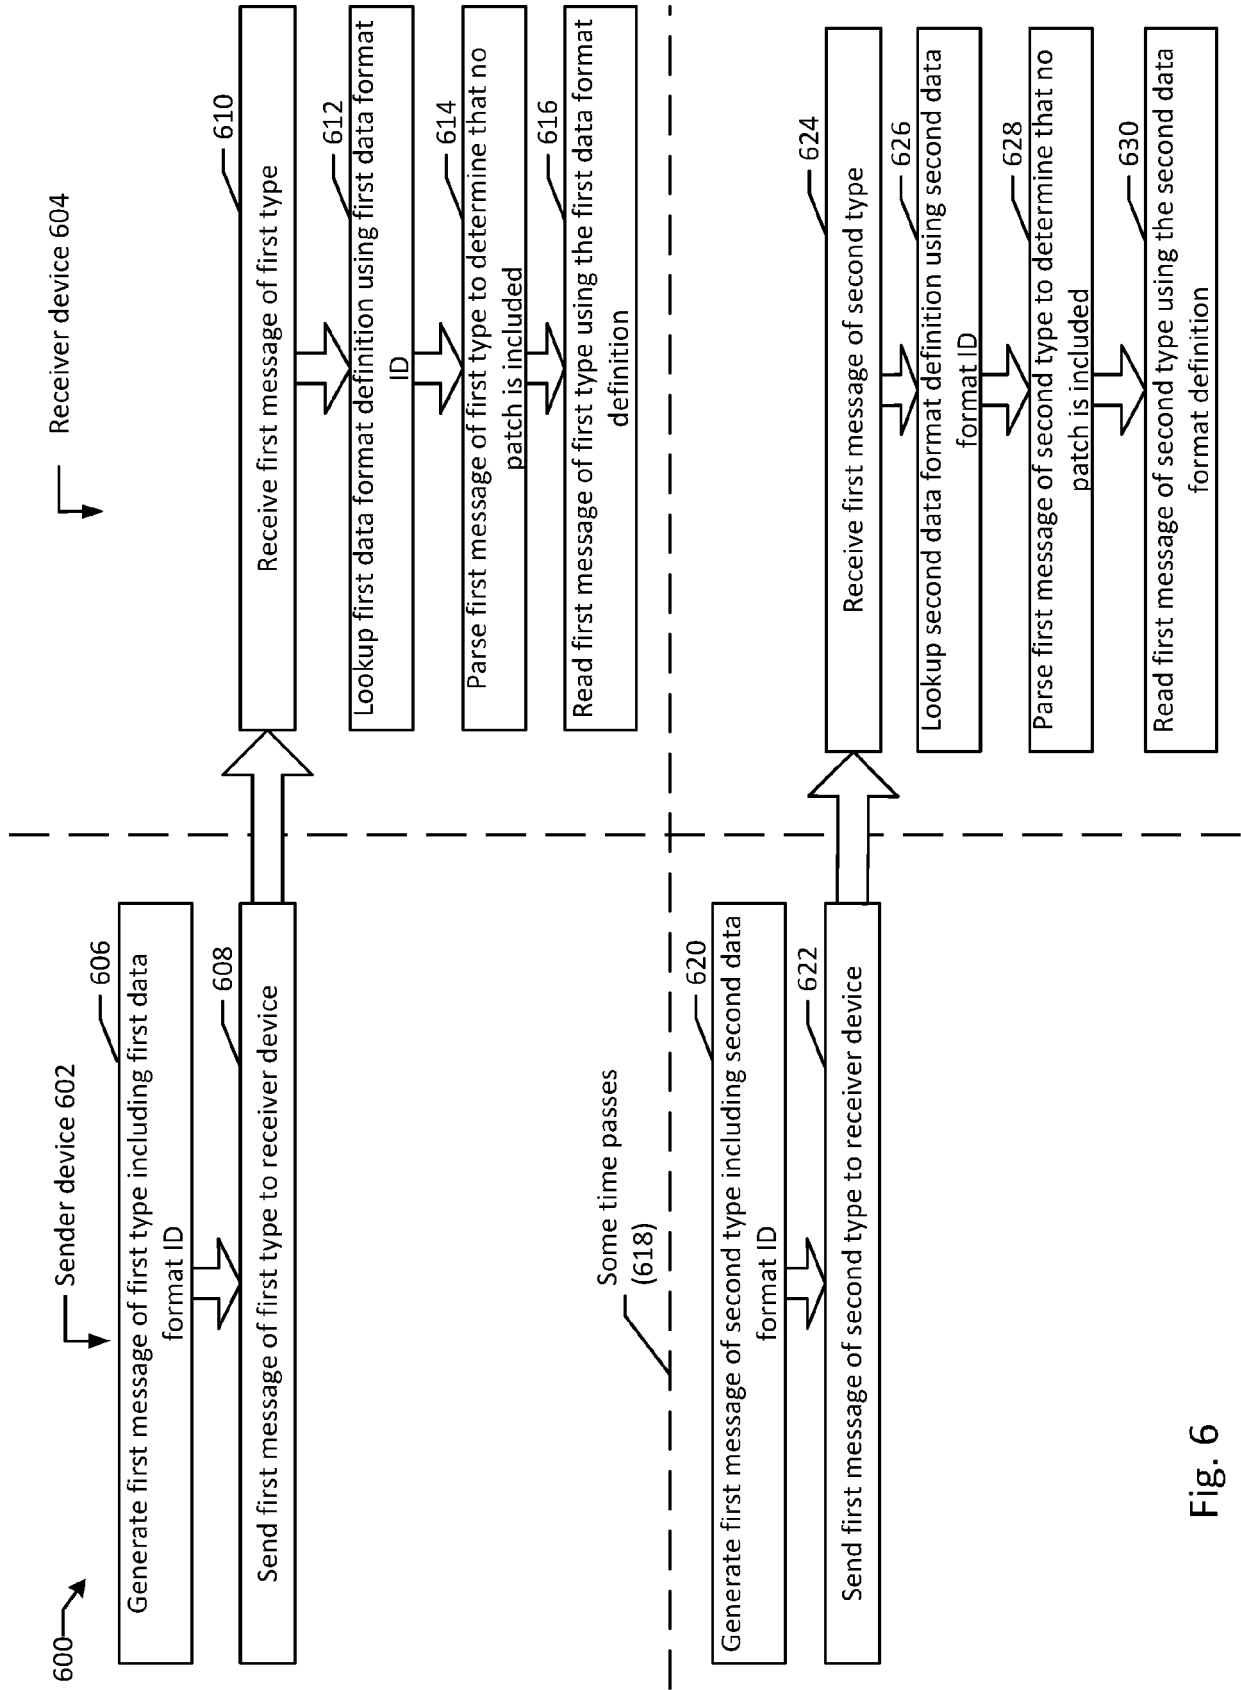 600
Sender device 602
Receiver device 604
606
Generate first message of first type including first data
format ID
608
Send first message of first type to receiver device
610
Receive first message of first type
612
Lookup first data format definition using first data format
ID
614
Parse first message of first type to determine that no
patch is included
616
Read first message of first type using the first data format
definition
Some time passes
(618)
620
Generate first message of second type including second data
format ID
622
Send first message of second type to receiver device
624
Receive first message of second type
626
Lookup second data format definition using second data
format ID
628
Parse first message of second type to determine that no
patch is included
630
Read first message of second type using the second data
format definition
Fig. 6